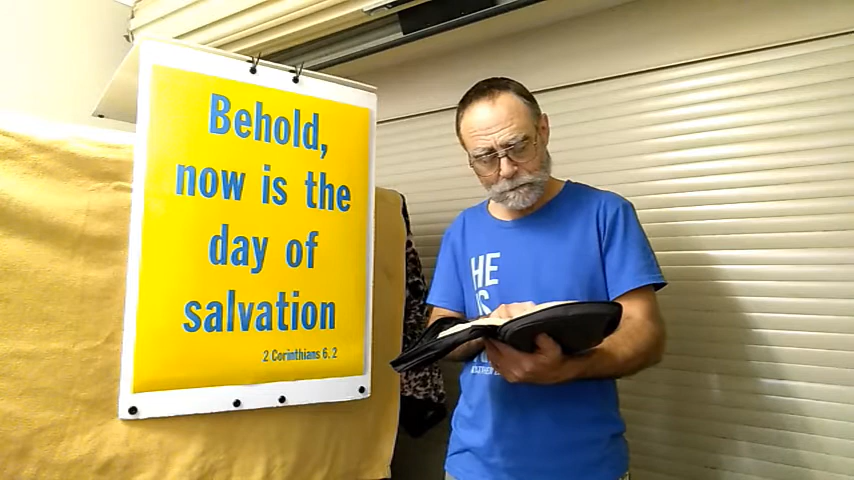 Behold,
now is the
day of
salvation
2 Corinthians 6. 2
HE